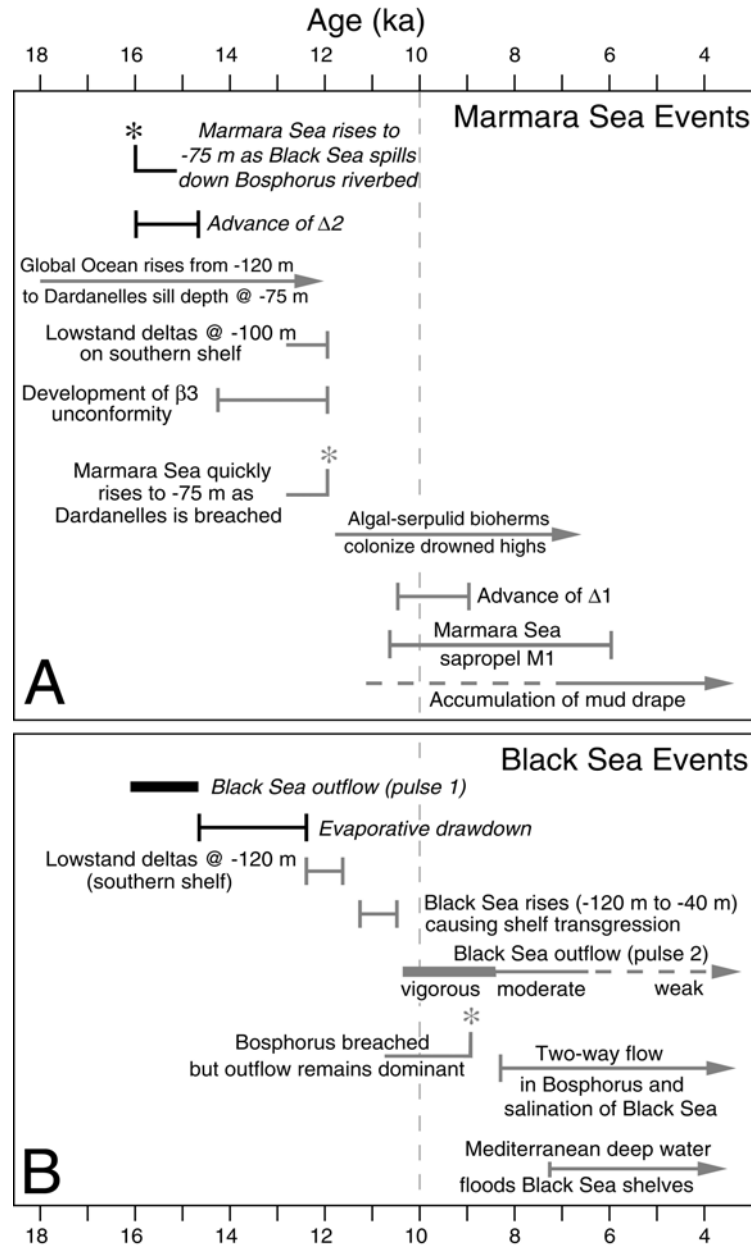 Age (ka)
18 16 14 12 10 8 6 4
Marmara Sea Events
*
Marmara Sea rises to
-75 m as Black Sea spills
down Bosphorus riverbed
Advance of Δ2
Global Ocean rises from -120 m
to Dardanelles sill depth @ -75 m
Lowstand deltas @ -100 m
on southern shelf
Development of β3
unconformity
*
Marmara Sea quickly
rises to -75 m as
Dardanelles is breached
Algal-serpulid bioherms
colonize drowned highs
Advance of Δ1
Marmara Sea
sapropel M1
Accumulation of mud drape
A
Black Sea Events
Black Sea outflow (pulse 1)
Evaporative drawdown
Lowstand deltas @ -120 m
(southern shelf)
Black Sea rises (-120 m to -40 m)
causing shelf transgression
Black Sea outflow (pulse 2)
vigorous moderate weak
*
Bosphorus breached
but outflow remains dominant
Two-way flow
in Bosphorus and
salination of Black Sea
Mediterranean deep water
floods Black Sea shelves
B
18 16 14 12 10 8 6 4